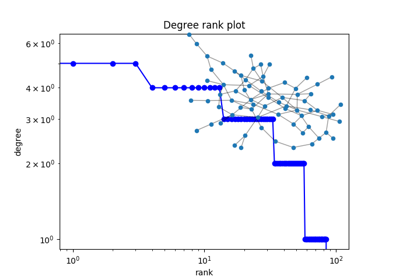 Degree rank plot
degree
6 × 10⁰
4 × 10⁰
3 × 10⁰
2 × 10⁰
10⁰
10⁰
10¹
10²
rank